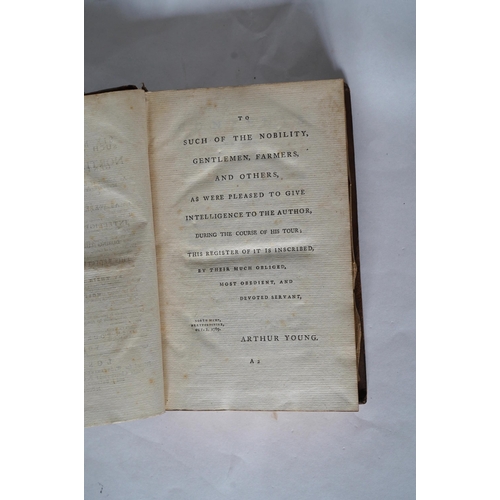 TO
SUCH OF THE NOBILITY,
GENTLEMEN, FARMERS,
AND OTHERS,
AS WERE PLEASED TO GIVE
INTELLIGENCE TO THE AUTHOR,
DURING THE COURSE OF HIS TOUR;
THIS REGISTER OF IT IS INSCRIBED,
BY THEIR MUCH OBLIGED,
MOST OBEDIENT, AND
DEVOTED SERVANT,
ARTHUR YOUNG.
A 2